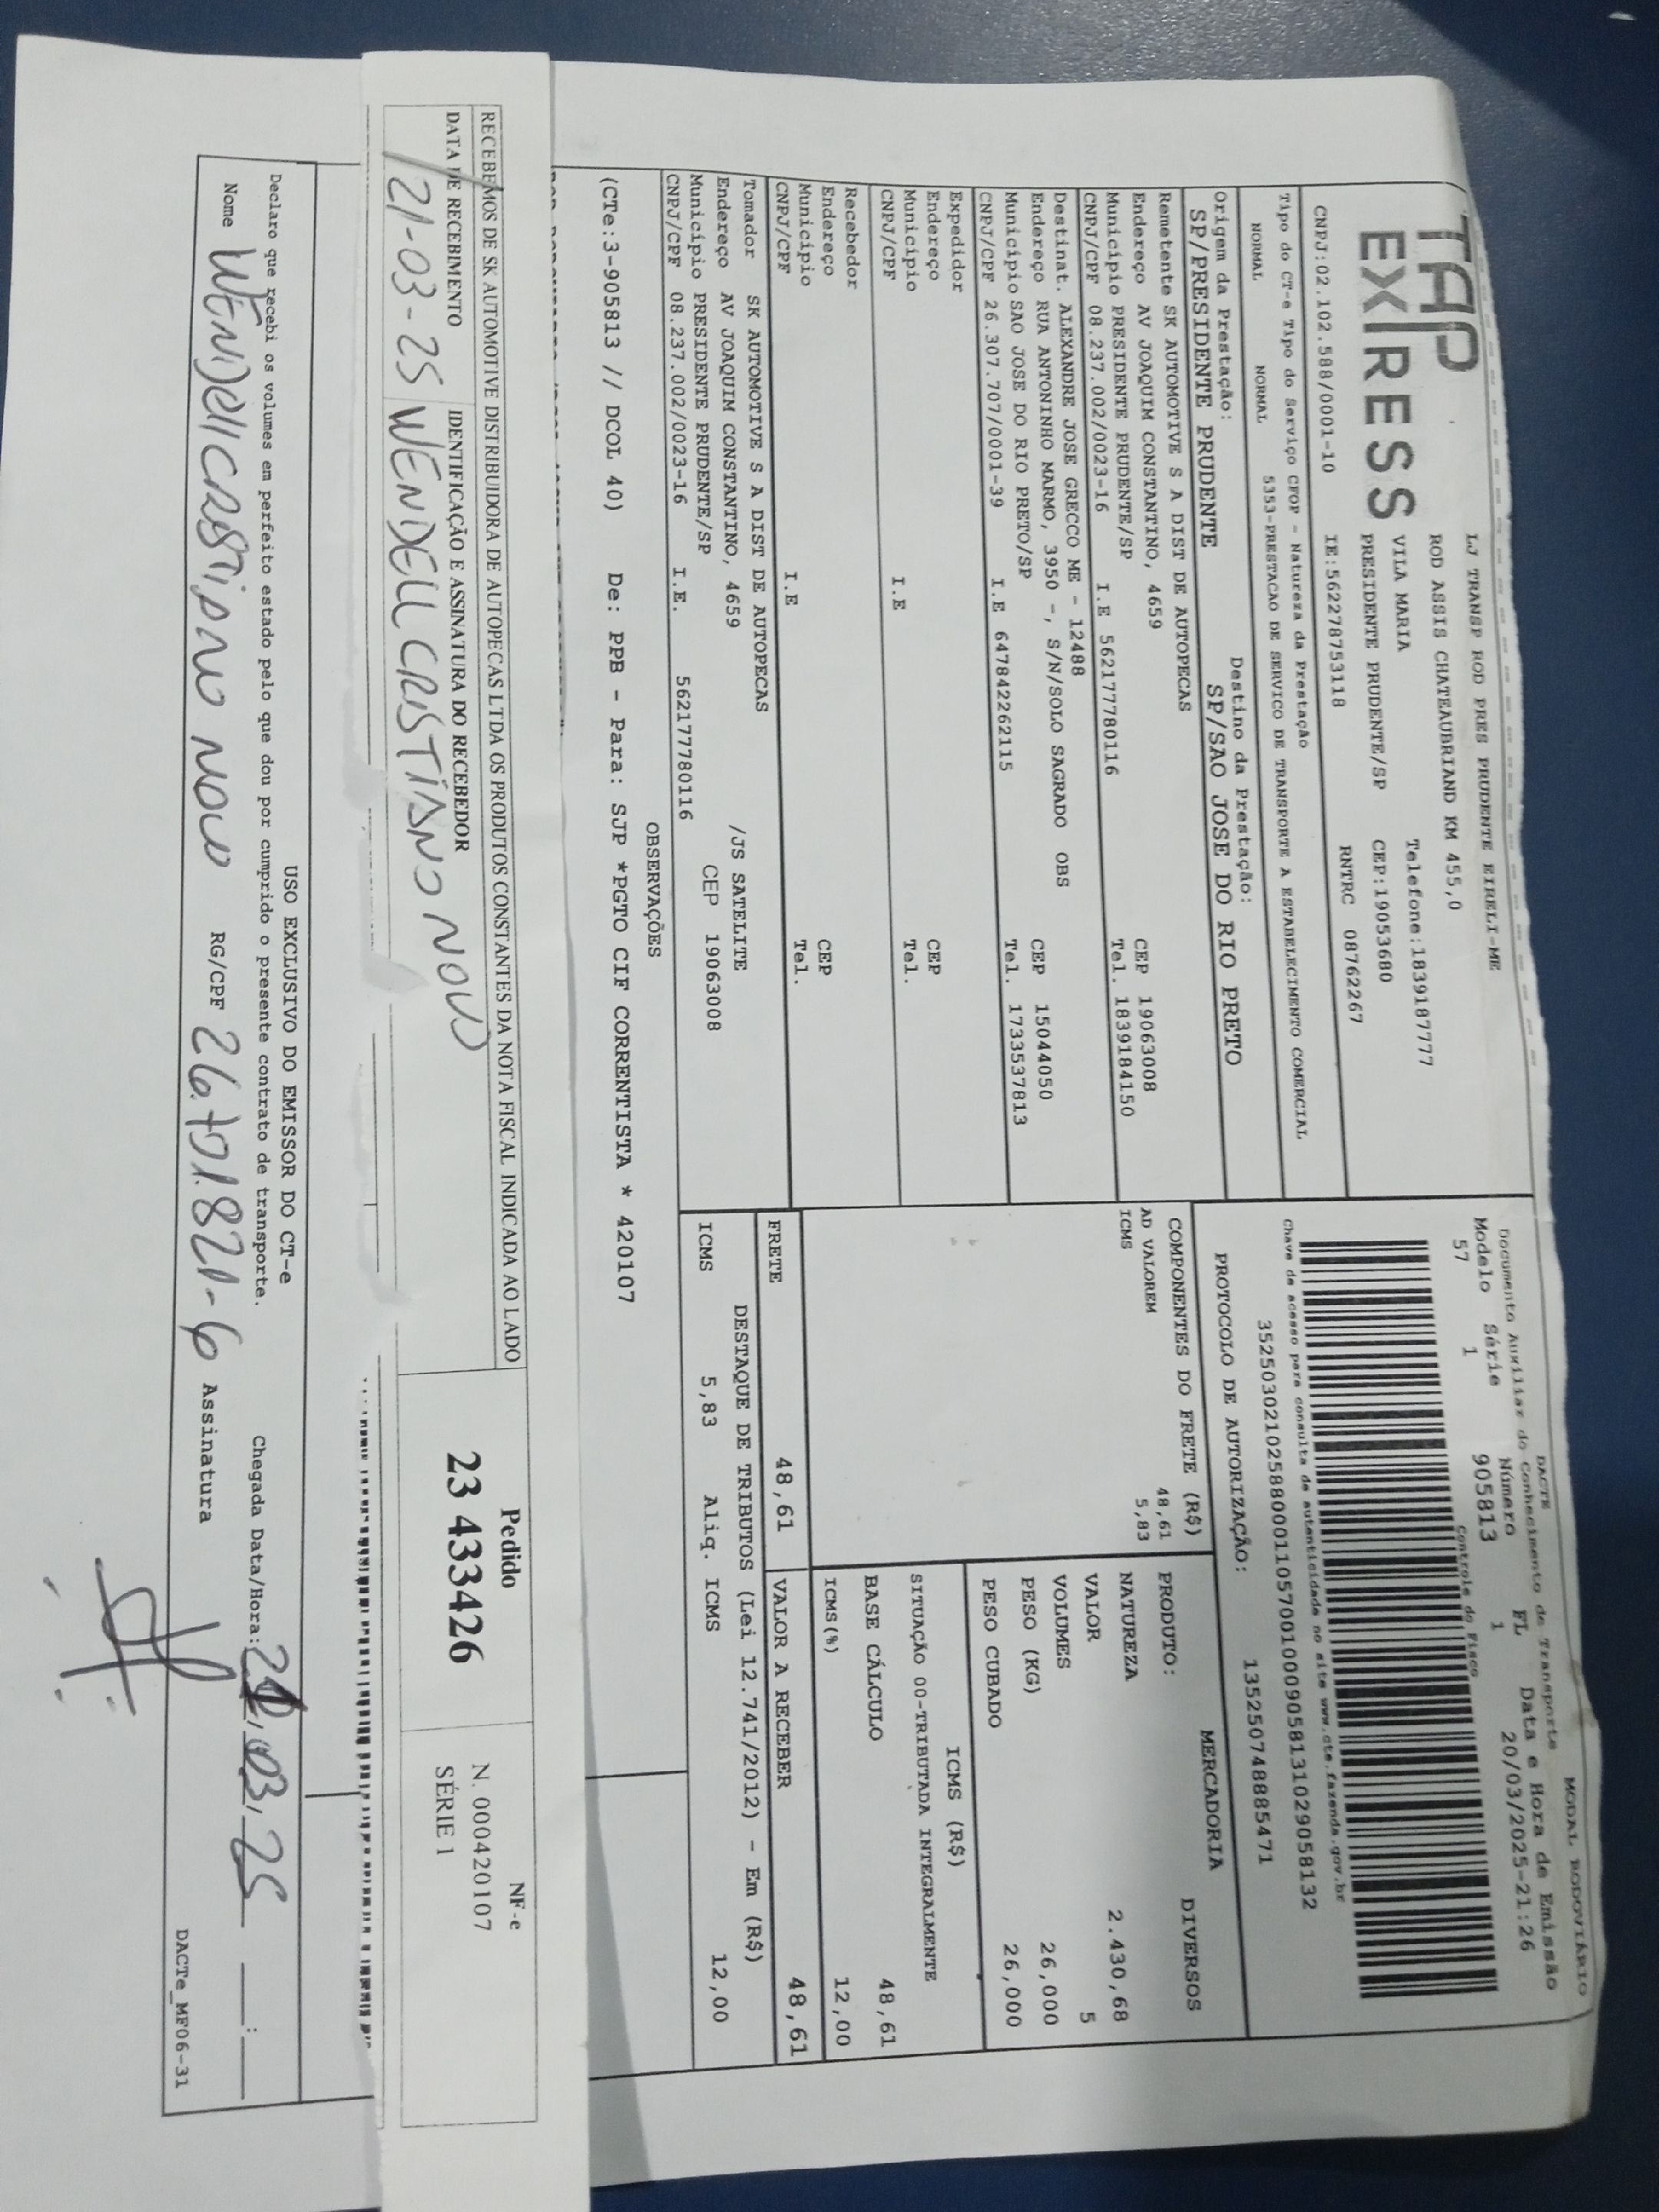 TAP
EXPRESS
LJ TRANSP ROD PRES PRUDENTE EIRELI-ME
ROD ASSIS CHATEAUBRIAND KM 455,0
VILA MARIA Telefone:1839187777
PRESIDENTE PRUDENTE/SP CEP:19053680
CNPJ:02.102.588/0001-10 IE:562278753118 RNTRC 08762267
DACTE MODAL RODOVIÁRIO
Documento Auxiliar do Conhecimento de Transporte
Modelo Série Número FL Data e Hora de Emissão
57 1 905813 1 20/03/2025-21:26
Controle do Fisco
Chave de acesso para consulta de autenticidade no site www.cte.fazenda.gov.br
35250302102588000110570010009058131029058132
PROTOCOLO DE AUTORIZAÇÃO: 135250748885471
Tipo do CT-e Tipo do Serviço CFOP - Natureza da Prestação
NORMAL NORMAL 5353-PRESTACAO DE SERVICO DE TRANSPORTE A ESTABELECIMENTO COMERCIAL
Origem da Prestação: Destino da Prestação:
SP/PRESIDENTE PRUDENTE SP/SAO JOSE DO RIO PRETO
Remetente SK AUTOMOTIVE S A DIST DE AUTOPECAS
Endereço AV JOAQUIM CONSTANTINO, 4659 CEP 19063008
Município PRESIDENTE PRUDENTE/SP Tel. 1839184150
CNPJ/CPF 08.237.002/0023-16 I.E 562177780116
Destinat. ALEXANDRE JOSE GRECCO ME - 12488
Endereço RUA ANTONINHO MARMO, 3950 -, S/N/SOLO SAGRADO OBS CEP 15044050
Município SAO JOSE DO RIO PRETO/SP Tel. 1733537813
CNPJ/CPF 26.307.707/0001-39 I.E 647842262115
Expedidor
Endereço CEP
Município Tel.
CNPJ/CPF I.E
Recebedor
Endereço CEP
Município Tel.
CNPJ/CPF I.E
Tomador SK AUTOMOTIVE S A DIST DE AUTOPECAS
Endereço AV JOAQUIM CONSTANTINO, 4659 /JS SATELITE
Município PRESIDENTE PRUDENTE/SP CEP 19063008
CNPJ/CPF 08.237.002/0023-16 I.E. 562177780116
COMPONENTES DO FRETE (R$)
AD VALOREM 48,61
ICMS 5,83
MERCADORIA
PRODUTO: DIVERSOS
NATUREZA
VALOR 2.430,68
VOLUMES 5
PESO (KG) 26,000
PESO CUBADO 26,000
ICMS (R$)
SITUAÇÃO 00-TRIBUTADA INTEGRALMENTE
BASE CÁLCULO 48,61
ICMS(%) 12,00
FRETE 48,61 VALOR A RECEBER 48,61
DESTAQUE DE TRIBUTOS (Lei 12.741/2012) - Em (R$)
ICMS 5,83 Aliq. ICMS 12,00
OBSERVAÇÕES
(CTe:3-905813 // DCOL 40) De: PPB - Para: SJP *PGTO CIF CORRENTISTA * 420107
RECEBEMOS DE SK AUTOMOTIVE DISTRIBUIDORA DE AUTOPECAS LTDA OS PRODUTOS CONSTANTES DA NOTA FISCAL INDICADA AO LADO
DATA DE RECEBIMENTO IDENTIFICAÇÃO E ASSINATURA DO RECEBEDOR
21-03-25 WENDELL CRISTIANO
Pedido
23 433426
NF-e
N. 000420107
SÉRIE 1
USO EXCLUSIVO DO EMISSOR DO CT-e
Declaro que recebi os volumes em perfeito estado pelo que dou por cumprido o presente contrato de transporte.
Chegada Data/Hora: 21,03,25 :
Nome Wendell Cristiano RG/CPF 26.701.821-6 Assinatura
DACTe_MF06-31